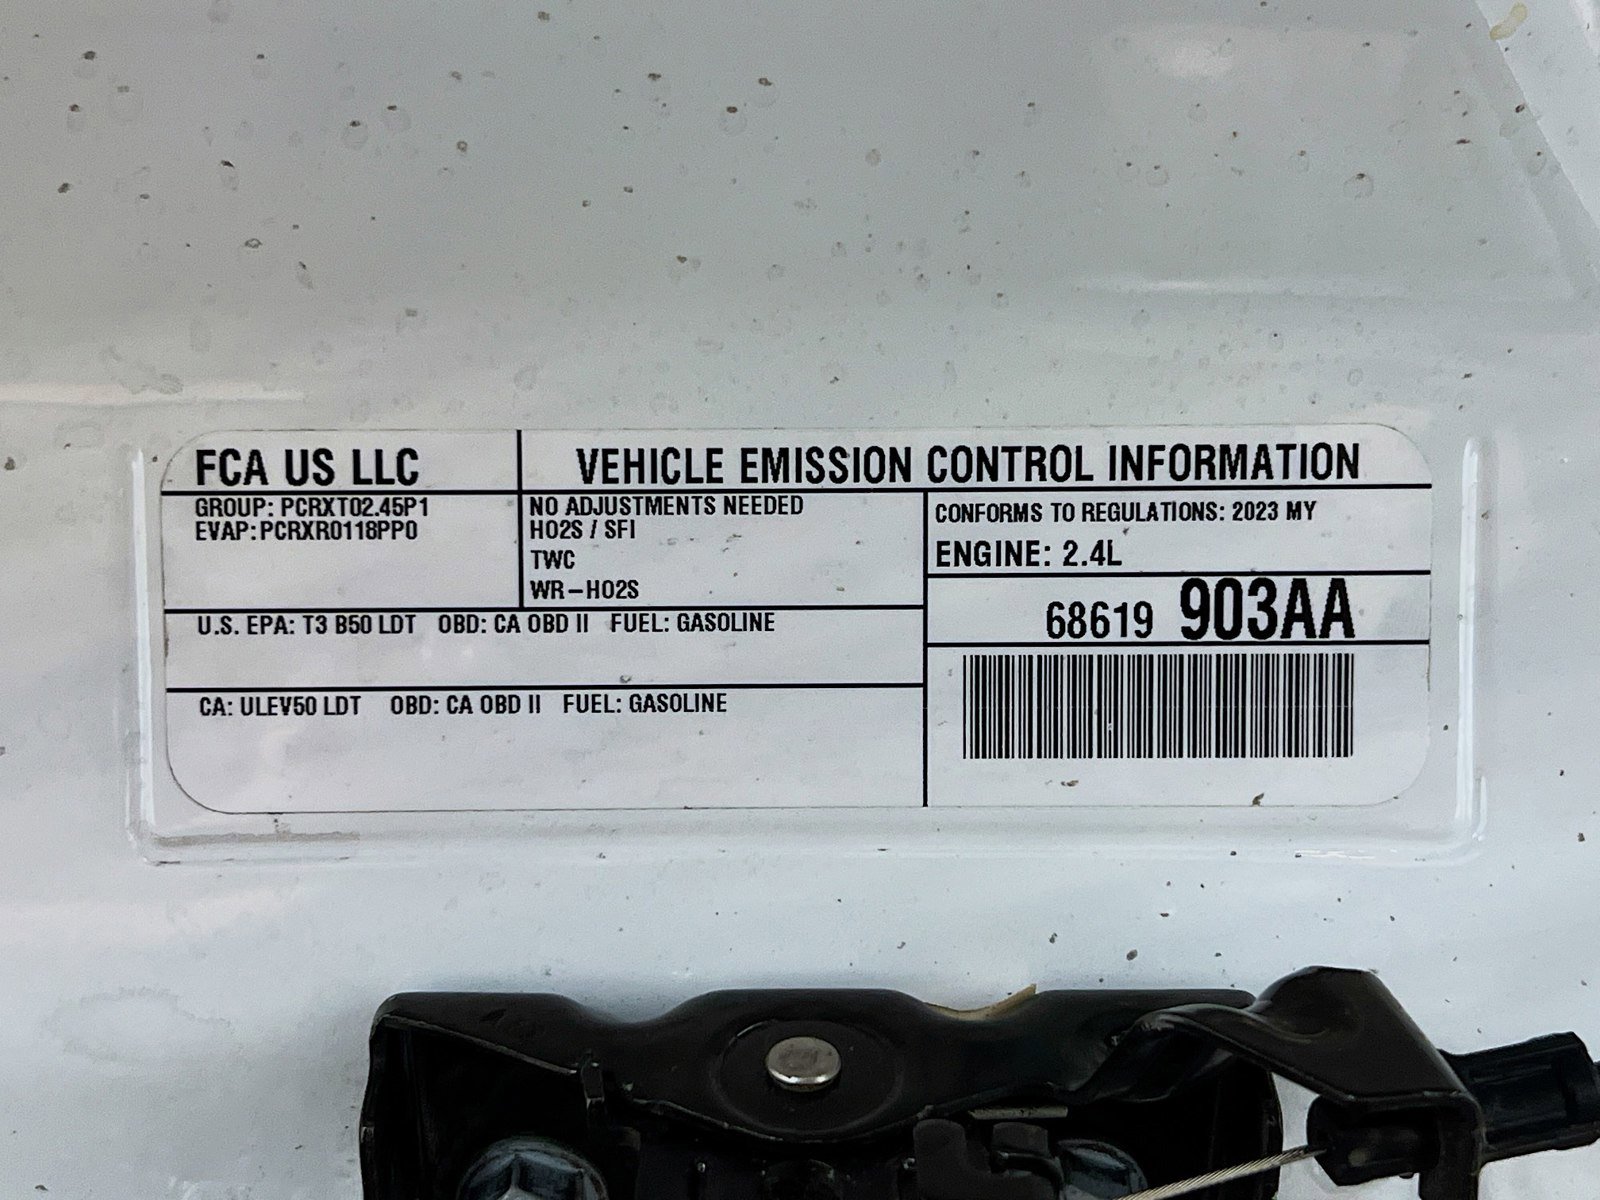 FCA US LLC
VEHICLE EMISSION CONTROL INFORMATION
GROUP: PCRXT02.45P1
EVAP:PCRXR0118PP0
NO ADJUSTMENTS NEEDED
HO2S / SFI
TWC
WR-HO2S
CONFORMS TO REGULATIONS: 2023 MY
ENGINE: 2.4L
68619 903AA
U.S. EPA: T3 B50 LDT OBD: CA OBD II FUEL: GASOLINE
CA: ULEV50 LDT OBD: CA OBD II FUEL: GASOLINE